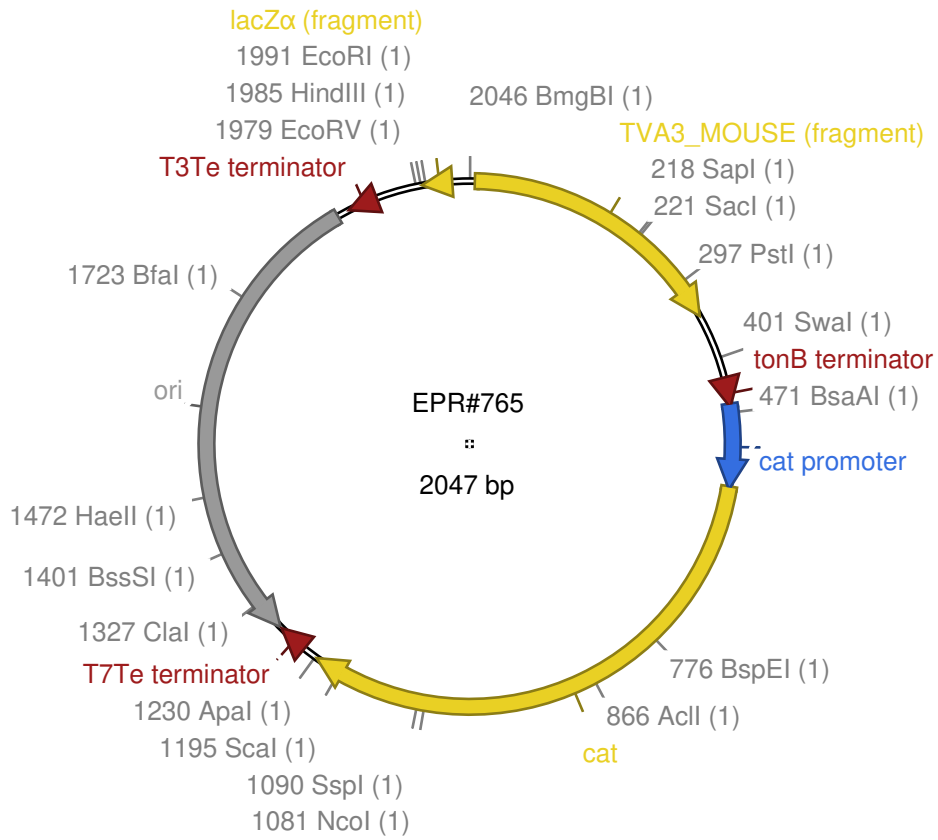 lacZα (fragment)
1991 EcoRI (1)
1985 HindIII (1)
1979 EcoRV (1)
T3Te terminator
2046 BmgBI (1)
TVA3_MOUSE (fragment)
218 SapI (1)
221 SacI (1)
297 PstI (1)
401 SwaI (1)
tonB terminator
471 BsaAI (1)
cat promoter
1723 BfaI (1)
ori
EPR#765
2047 bp
1472 HaeII (1)
1401 BssSI (1)
1327 ClaI (1)
T7Te terminator
1230 ApaI (1)
1195 ScaI (1)
1090 SspI (1)
1081 NcoI (1)
776 BspEI (1)
866 AclI (1)
cat